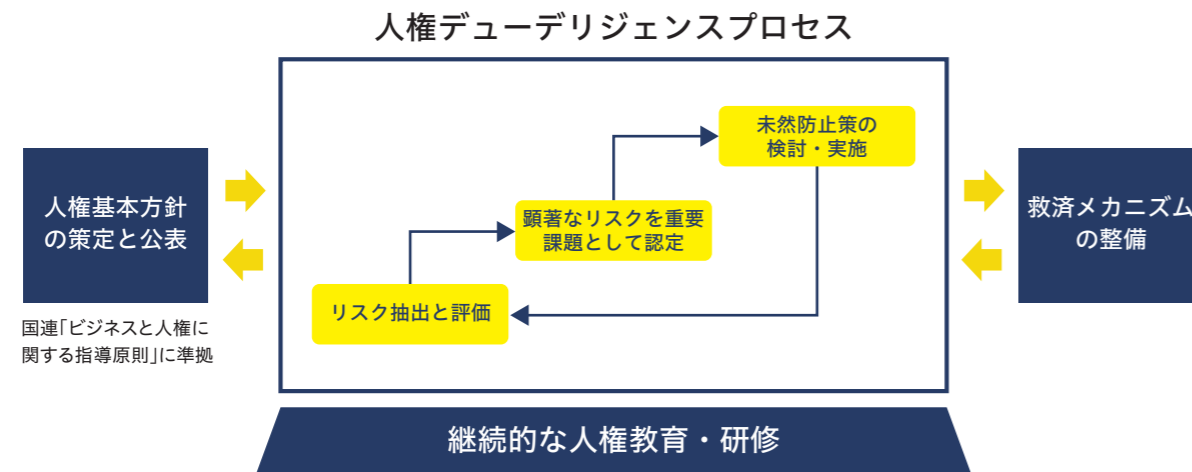 人権デューデリジェンスプロセス
人権基本方針
の策定と公表
国連「ビジネスと人権に
関する指導原則」に準拠
リスク抽出と評価
顕著なリスクを重要
課題として認定
未然防止策の
検討・実施
救済メカニズム
の整備
継続的な人権教育・研修